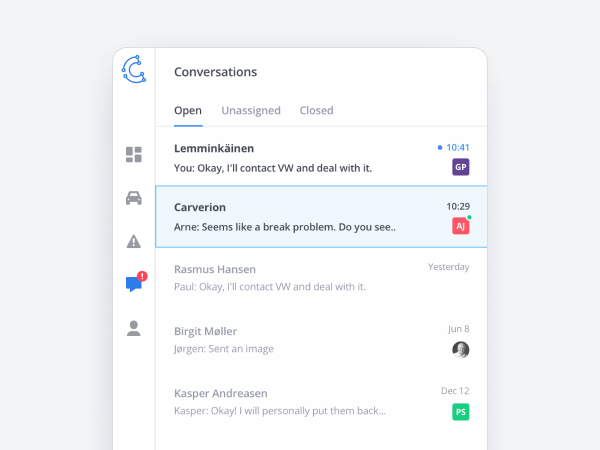 Conversations
Open Unassigned Closed
Lemminkäinen 10:41
You: Okay, I'll contact VW and deal with it. GP
Carverion 10:29
Arne: Seems like a break problem. Do you see.. AJ
!
Rasmus Hansen Yesterday
Paul: Okay, I'll contact VW and deal with it.
Birgit Møller Jun 8
Jørgen: Sent an image
Kasper Andreasen Dec 12
Kasper: Okay! I will personally put them back... PS